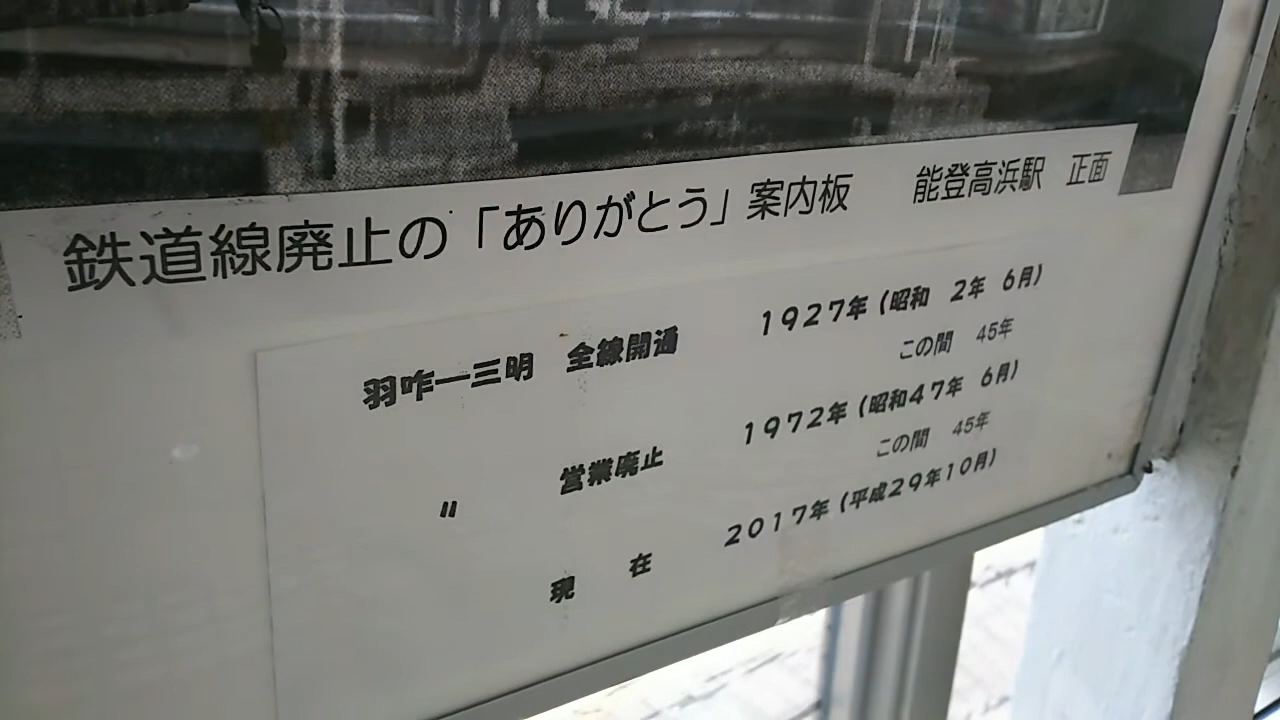 鉄道線廃止の「ありがとう」案内板 能登高浜駅 正面
羽咋―三明 全線開通 1927年(昭和 2年 6月)
この間 45年
〃 営業廃止 1972年(昭和47年 6月)
この間 45年
現 在 2017年(平成29年10月)